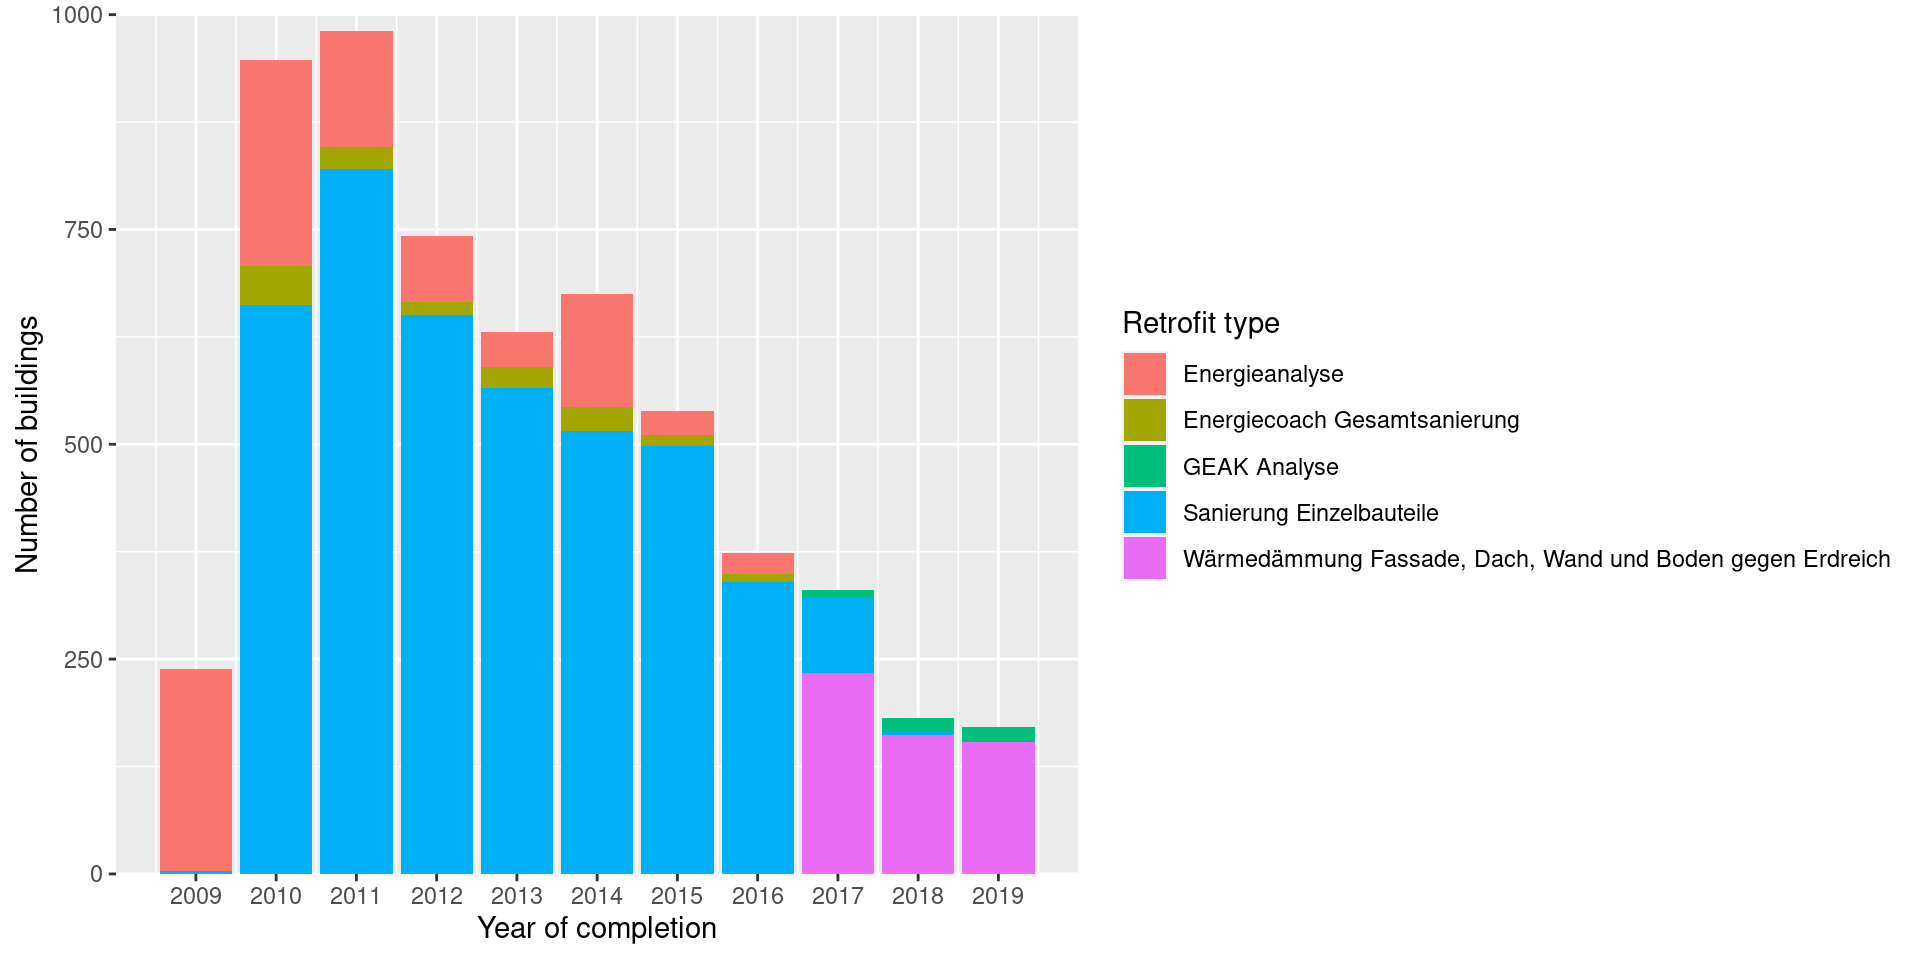 1000
750
500
250
0
Number of buildings
2009 2010 2011 2012 2013 2014 2015 2016 2017 2018 2019
Year of completion
Retrofit type
Energieanalyse
Energiecoach Gesamtsanierung
GEAK Analyse
Sanierung Einzelbauteile
Wärmedämmung Fassade, Dach, Wand und Boden gegen Erdreich